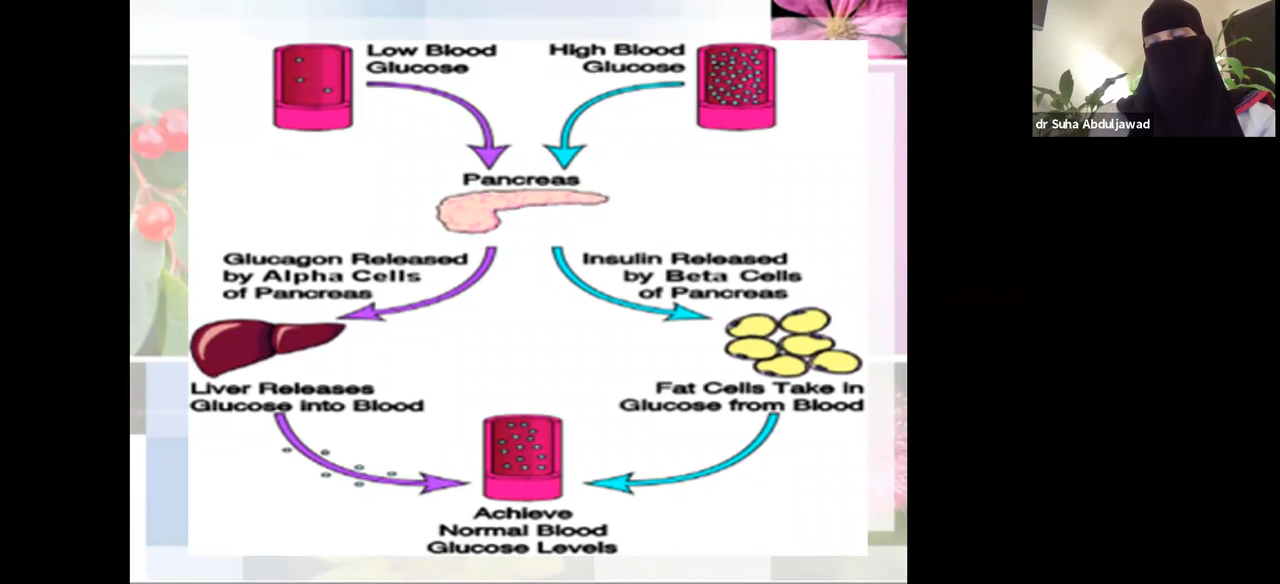 Low Blood
Glucose
High Blood
Glucose
Pancreas
Glucagon Released
by Alpha Cells
of Pancreas
Insulin Released
by Beta Cells
of Pancreas
Liver Releases
Glucose into Blood
Fat Cells Take In
Glucose from Blood
Achieve
Normal Blood
Glucose Levels
dr Suha Abduljawad